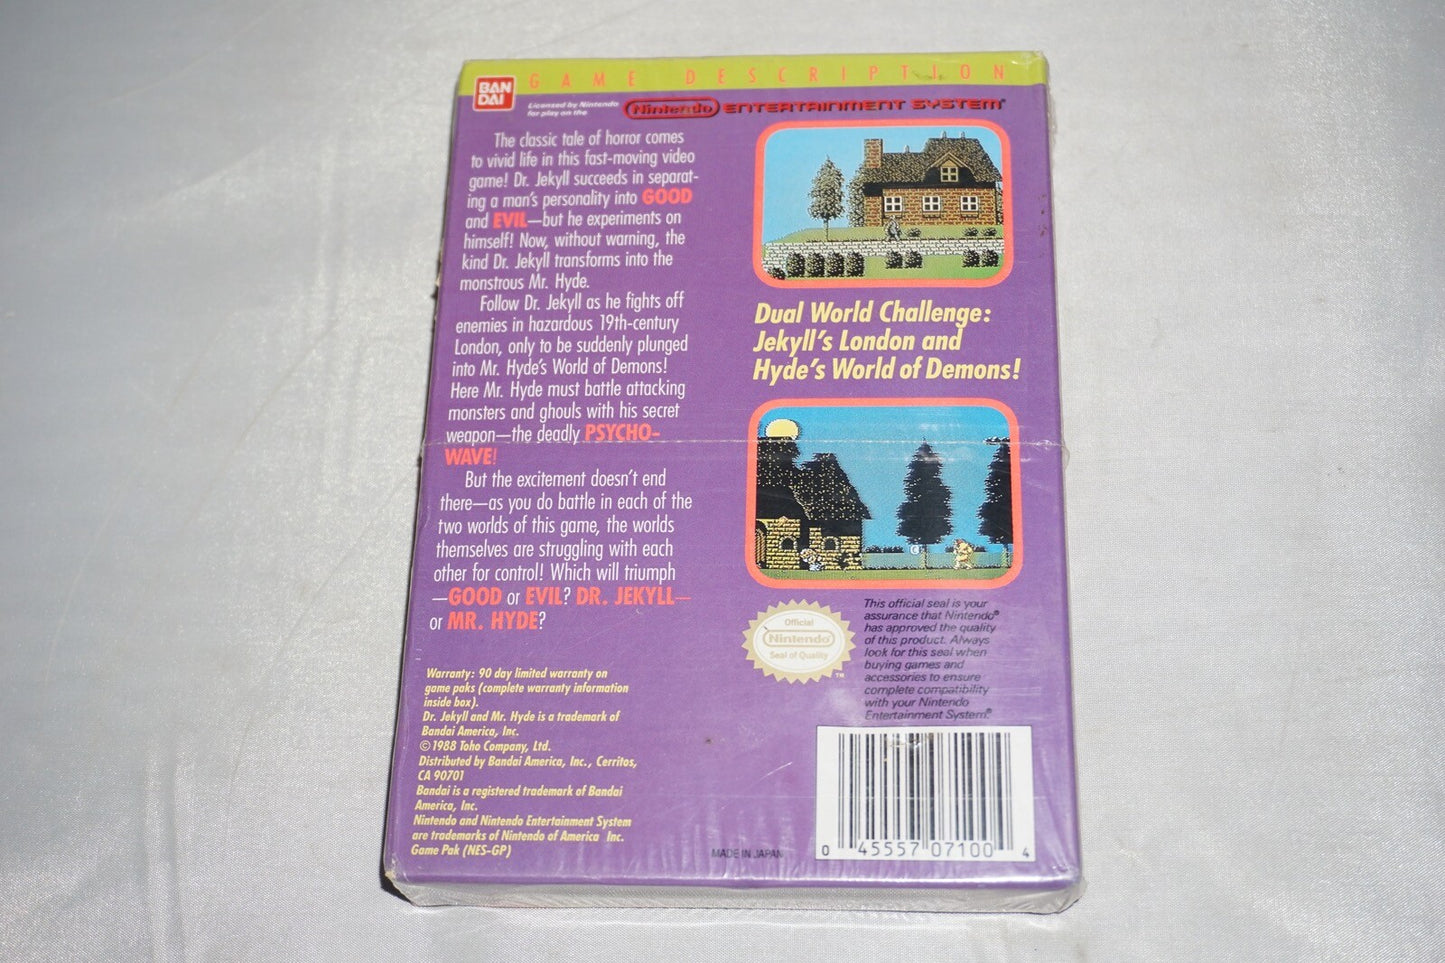 GAME DESCRIPTION
BAN
DAI
Licensed by Nintendo
for play on the
Nintendo ENTERTAINMENT SYSTEM®
The classic tale of horror comes
to vivid life in this fast-moving video
game! Dr. Jekyll succeeds in separat-
ing a man's personality into GOOD
and EVIL—but he experiments on
himself! Now, without warning, the
kind Dr. Jekyll transforms into the
monstrous Mr. Hyde.
Follow Dr. Jekyll as he fights off
enemies in hazardous 19th-century
London, only to be suddenly plunged
into Mr. Hyde's World of Demons!
Here Mr. Hyde must battle attacking
monsters and ghouls with his secret
weapon—the deadly PSYCHO-
WAVE!
But the excitement doesn't end
there—as you do battle in each of the
two worlds of this game, the worlds
themselves are struggling with each
other for control! Which will triumph
—GOOD or EVIL? DR. JEKYLL—
or MR. HYDE?
Warranty: 90 day limited warranty on
game paks (complete warranty information
inside box).
Dr. Jekyll and Mr. Hyde is a trademark of
Bandai America, Inc.
©1988 Toho Company, Ltd.
Distributed by Bandai America, Inc., Cerritos,
CA 90701
Bandai is a registered trademark of Bandai
America, Inc.
Nintendo and Nintendo Entertainment System
are trademarks of Nintendo of America Inc.
Game Pak (NES-GP)
Dual World Challenge:
Jekyll's London and
Hyde's World of Demons!
C
Official
Nintendo
Seal of Quality
TM
This official seal is your
assurance that Nintendo®
has approved the quality
of this product. Always
look for this seal when
buying games and
accessories to ensure
complete compatibility
with your Nintendo
Entertainment System®.
MADE IN JAPAN
0 45557 07100 4